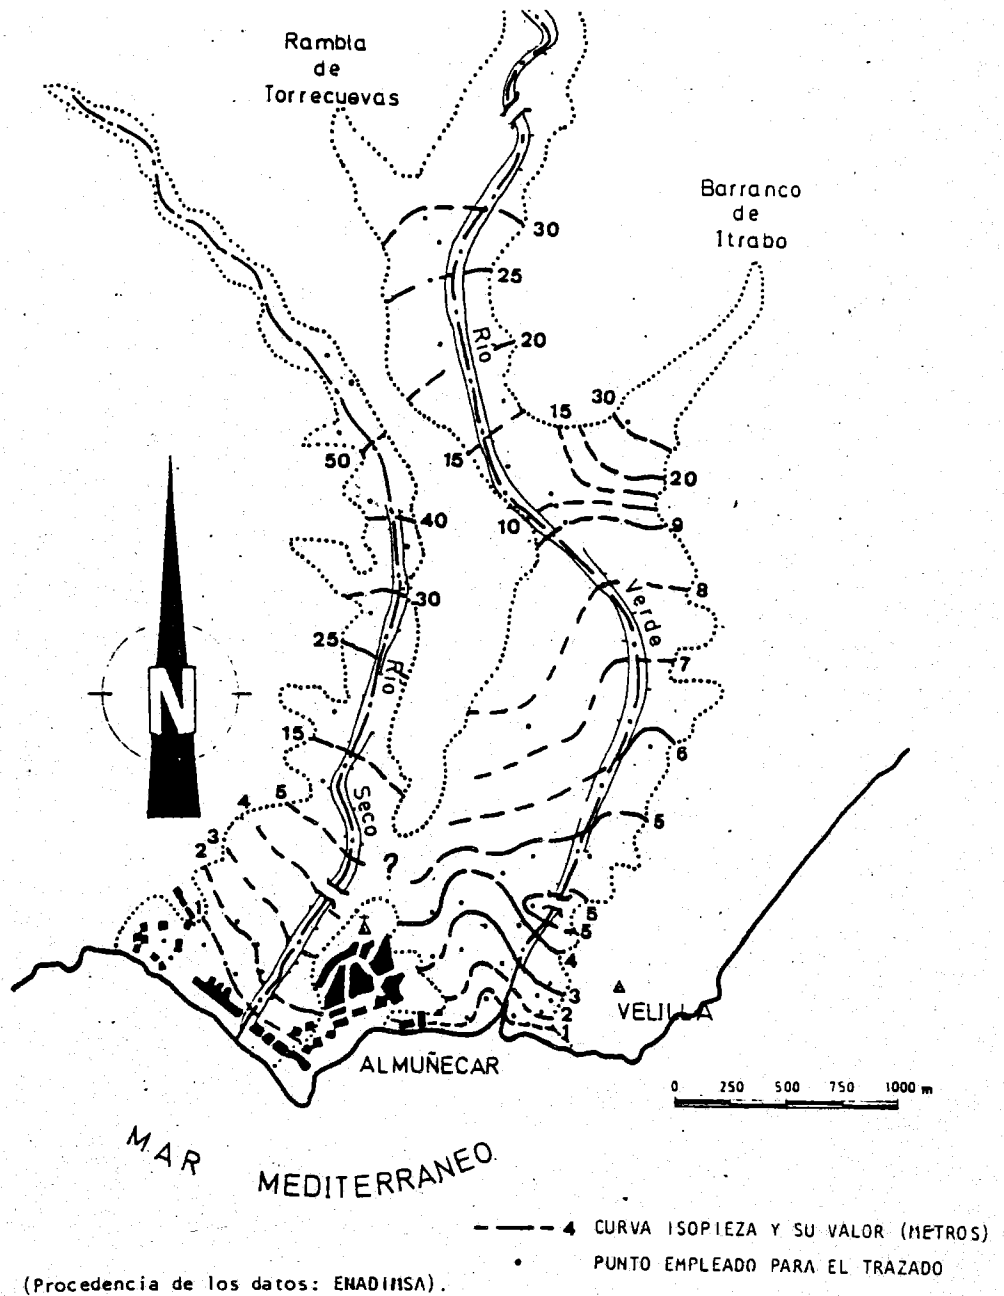 Rambla
de
Torrecuevas
Barranco
de
Itrabo
30
25
20
Río
30
15
15
20
50
10
9
40
8
Verde
30
25
7
Río
15
6
Seco
5
4
5
3
2
?
1
5
5
4
3
2
1
N
VELILLA
ALMUÑECAR
0 250 500 750 1000 m
MAR MEDITERRANEO
4 CURVA ISOPIEZA Y SU VALOR (METROS)
PUNTO EMPLEADO PARA EL TRAZADO
(Procedencia de los datos: ENADIMSA).